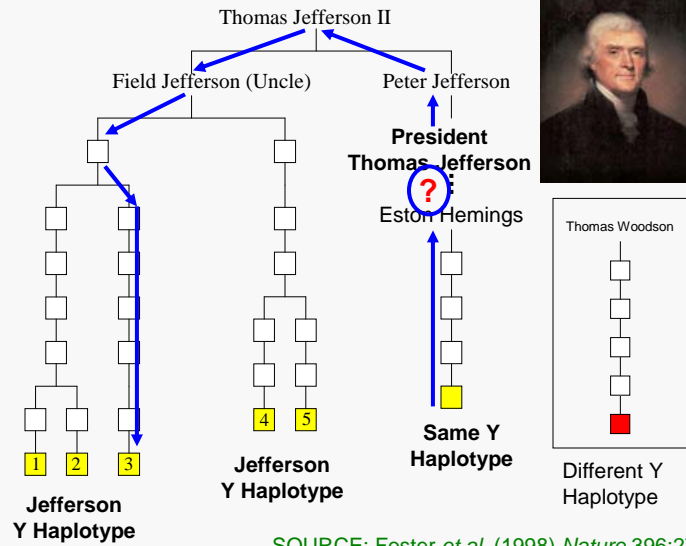 Thomas Jefferson II
Field Jefferson (Uncle)
Peter Jefferson
President
Thomas Jefferson
?
Eston Hemings
Thomas Woodson
1
2
3
4
5
Jefferson
Y Haplotype
Jefferson
Y Haplotype
Same Y
Haplotype
Different Y
Haplotype
SOURCE: Foster et al. (1998) Nature